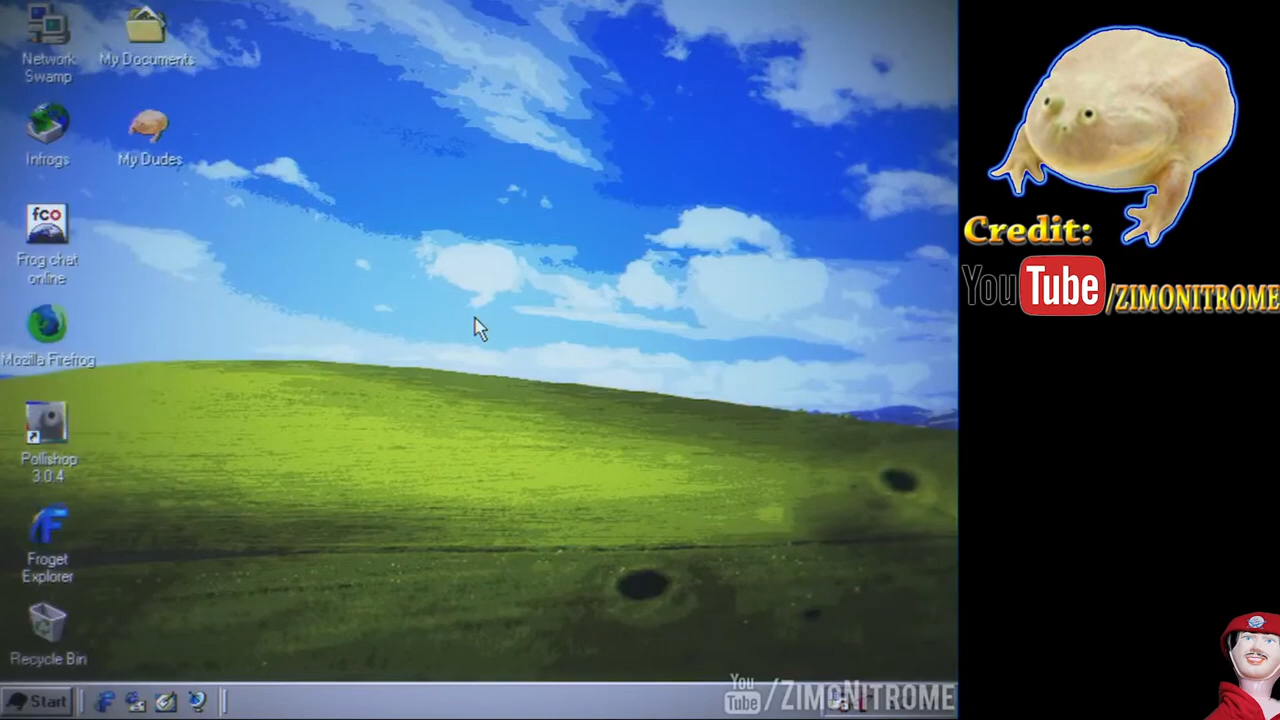 Network
Swamp
My Documents
Infrogs
My Dudes
fco
Frog chat
online
Mozilla Firefrog
Pollishop
3.0.4
Froget
Explorer
Recycle Bin
Start
You
Tube /ZIMONITROME
Credit:
YouTube /ZIMONITROME